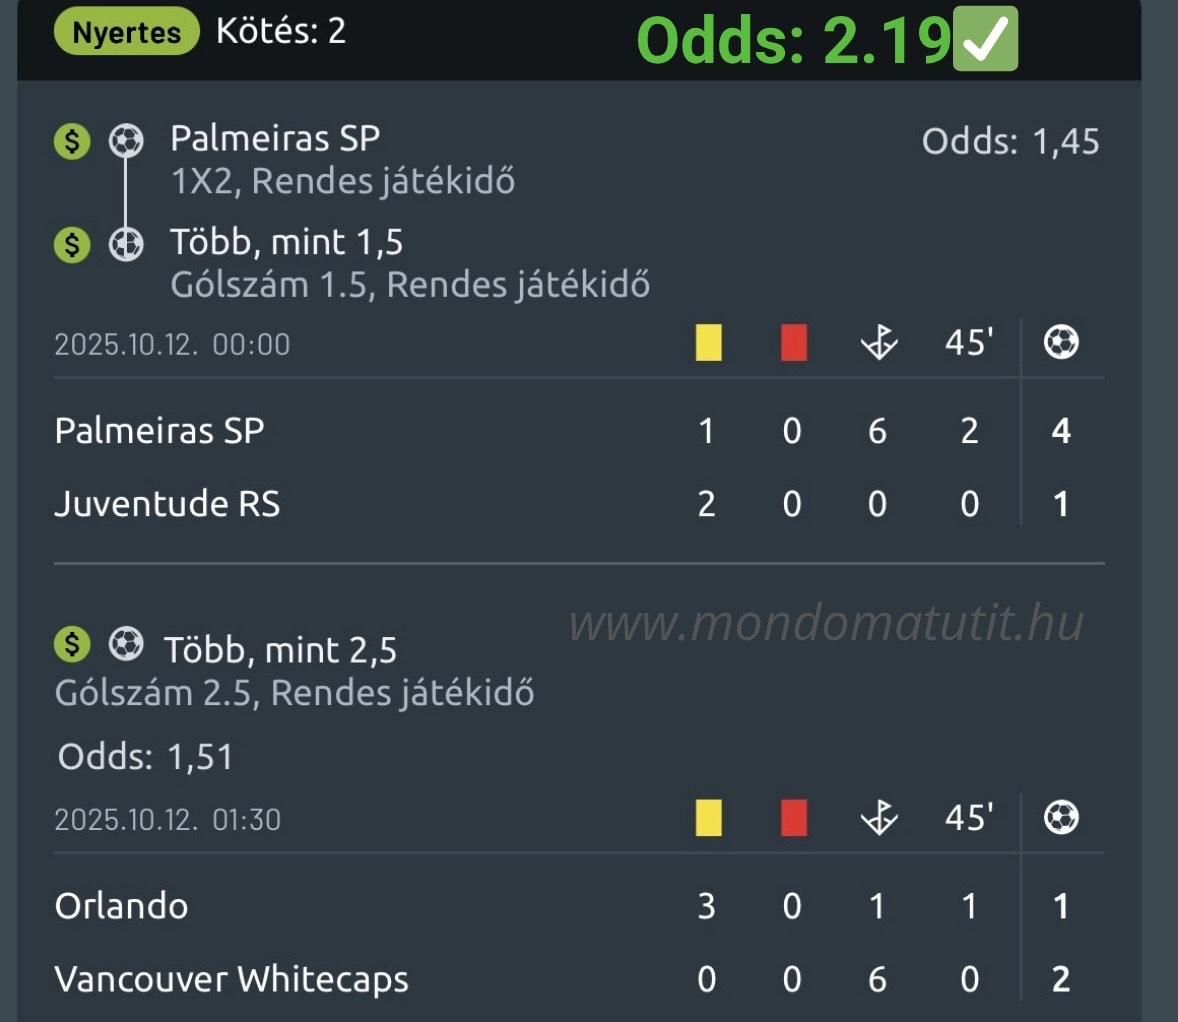 Nyertes Kötés: 2 Odds: 2.19
Palmeiras SP Odds: 1,45
1X2, Rendes játékidő
Több, mint 1,5
Gólszám 1.5, Rendes játékidő
2025.10.12. 00:00 45'
Palmeiras SP 1 0 6 2 4
Juventude RS 2 0 0 0 1
www.mondomatutit.hu
Több, mint 2,5
Gólszám 2.5, Rendes játékidő
Odds: 1,51
2025.10.12. 01:30 45'
Orlando 3 0 1 1 1
Vancouver Whitecaps 0 0 6 0 2